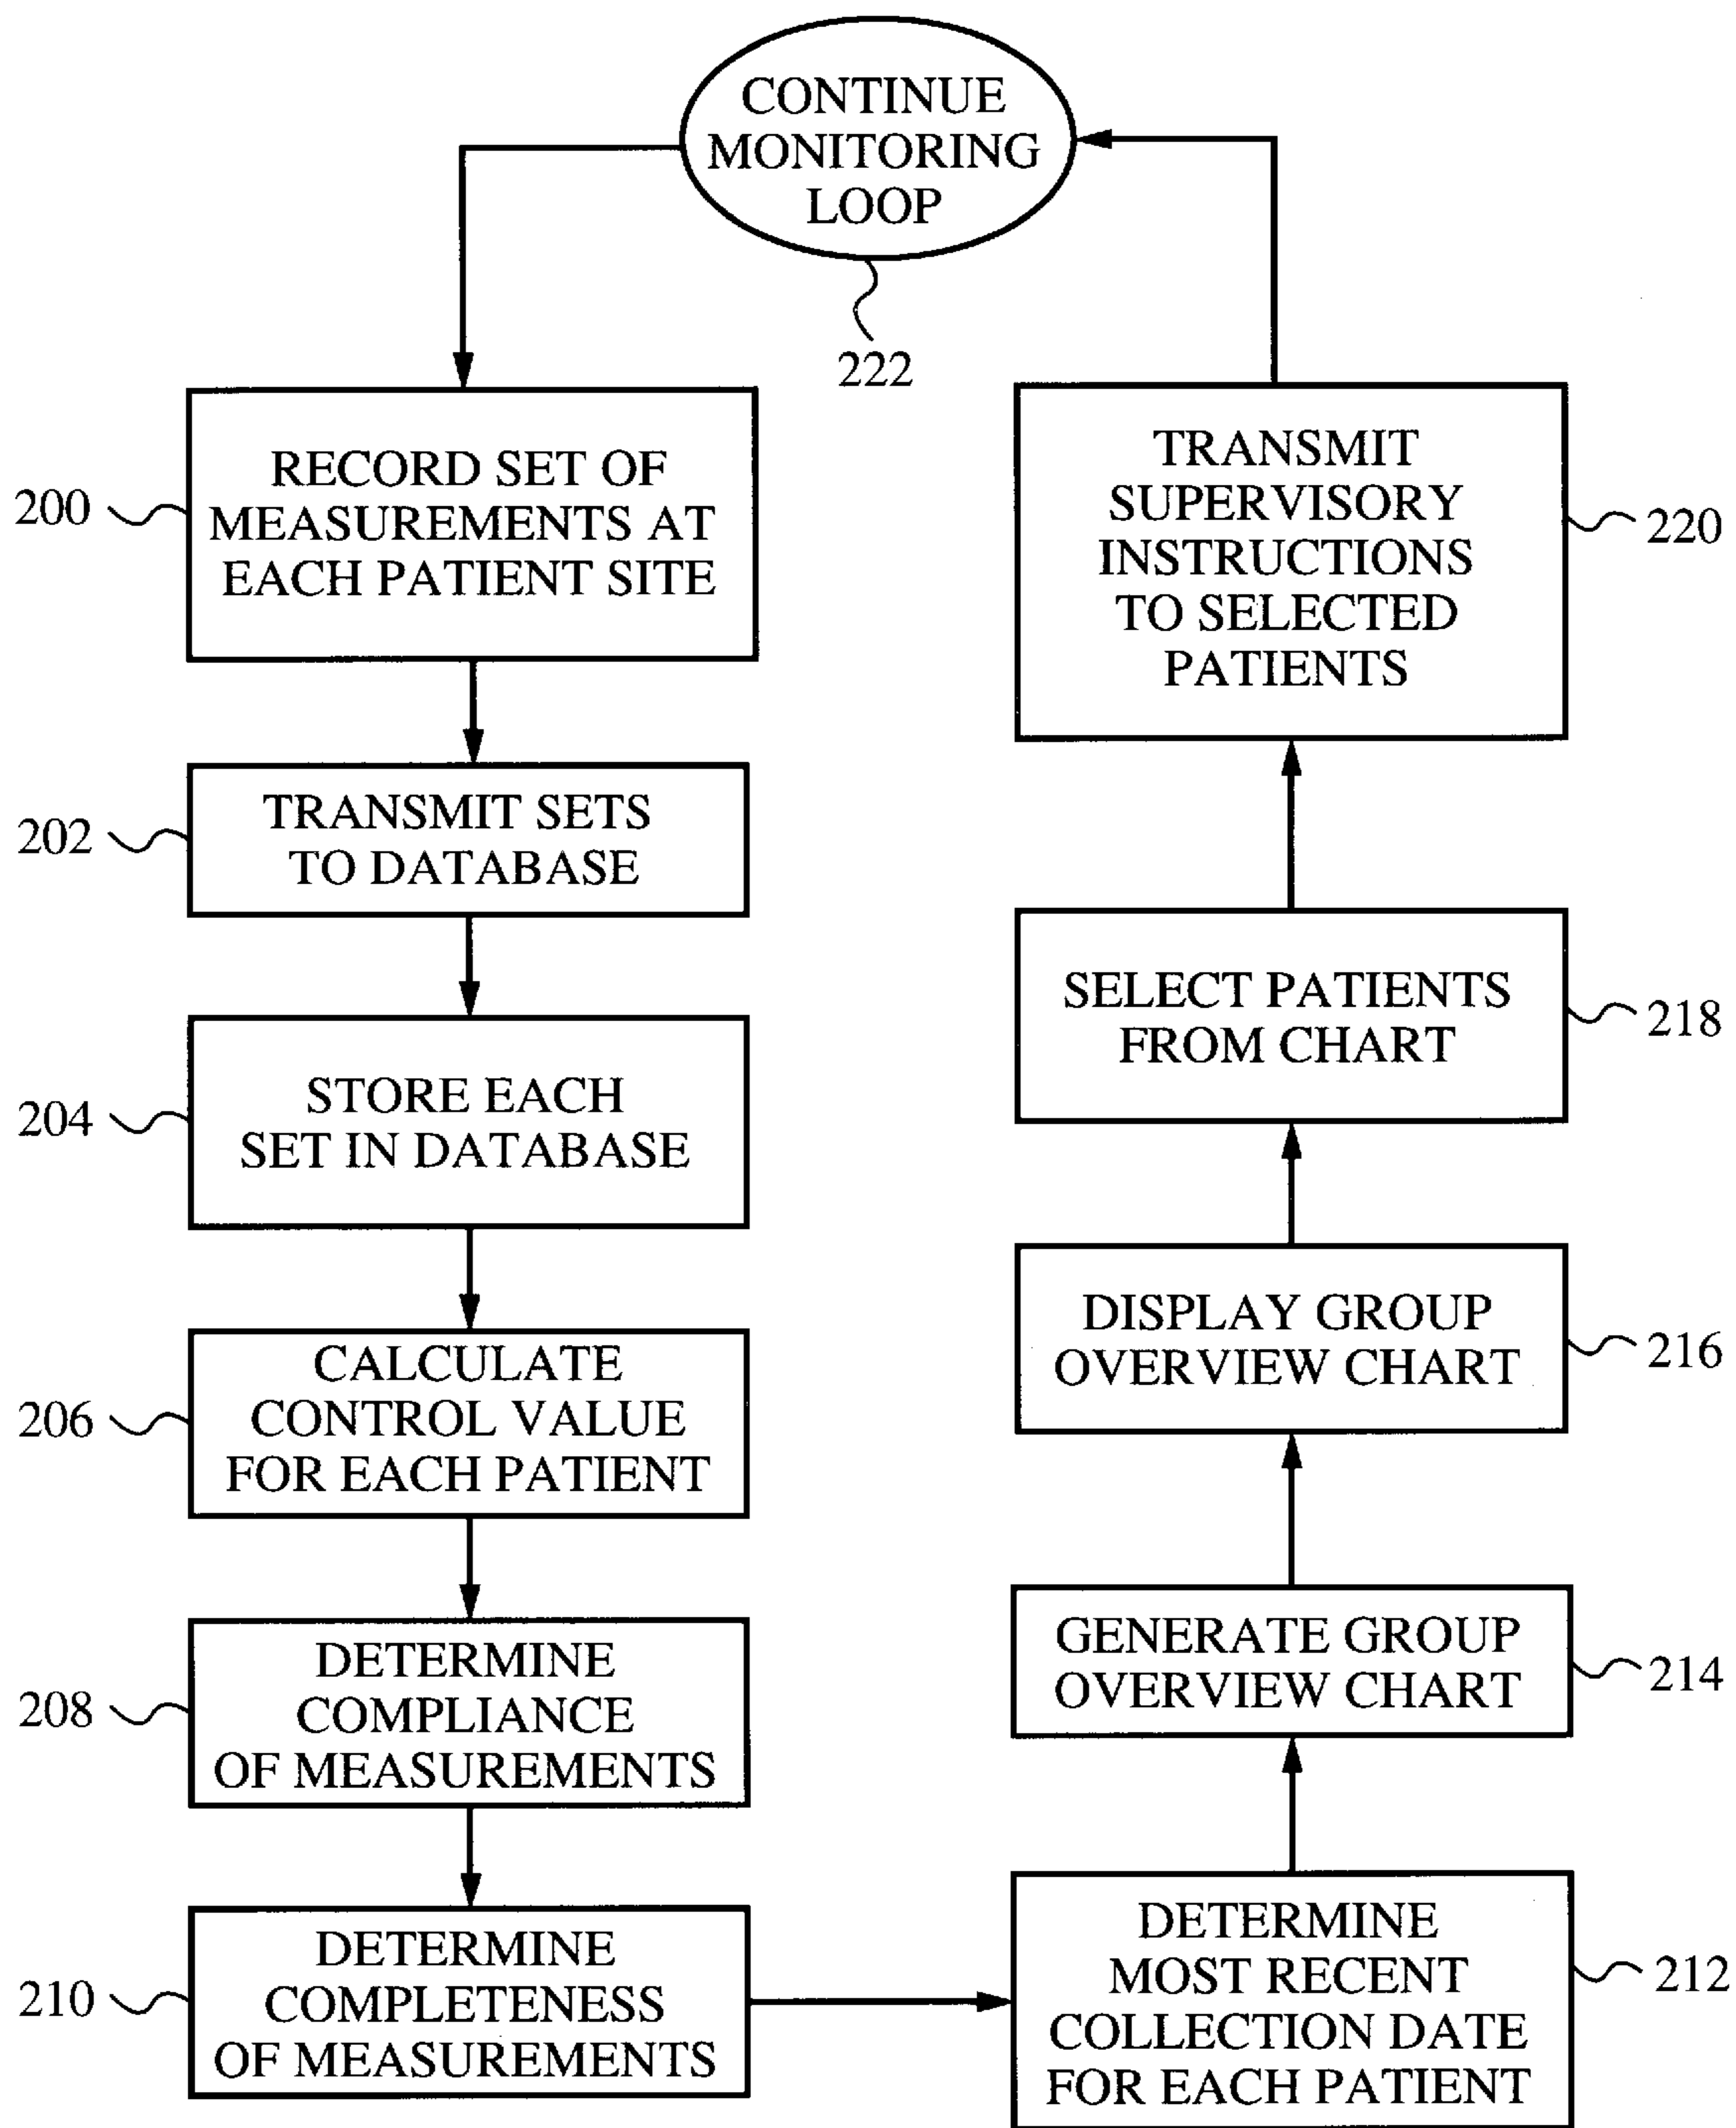 CONTINUE
MONITORING
LOOP
222
200
RECORD SET OF
MEASUREMENTS AT
EACH PATIENT SITE
202
TRANSMIT SETS
TO DATABASE
204
STORE EACH
SET IN DATABASE
206
CALCULATE
CONTROL VALUE
FOR EACH PATIENT
208
DETERMINE
COMPLIANCE
OF MEASUREMENTS
210
DETERMINE
COMPLETENESS
OF MEASUREMENTS
DETERMINE
MOST RECENT
COLLECTION DATE
FOR EACH PATIENT
212
GENERATE GROUP
OVERVIEW CHART
214
DISPLAY GROUP
OVERVIEW CHART
216
SELECT PATIENTS
FROM CHART
218
TRANSMIT
SUPERVISORY
INSTRUCTIONS
TO SELECTED
PATIENTS
220